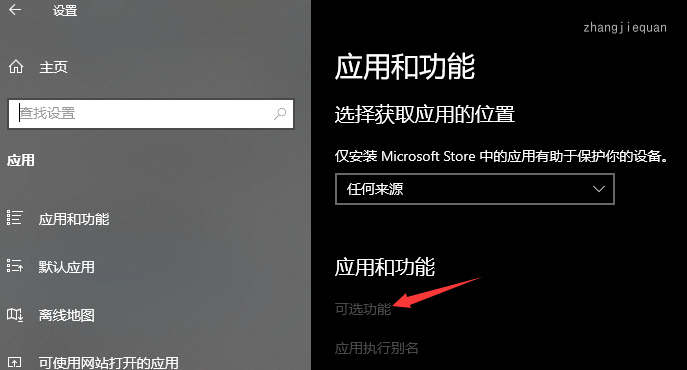 设置
主页
查找设置
应用
应用和功能
默认应用
离线地图
可使用网站打开的应用
zhangjiequan
应用和功能
选择获取应用的位置
仅安装 Microsoft Store 中的应用有助于保护你的设备。
任何来源
应用和功能
可选功能
应用执行别名